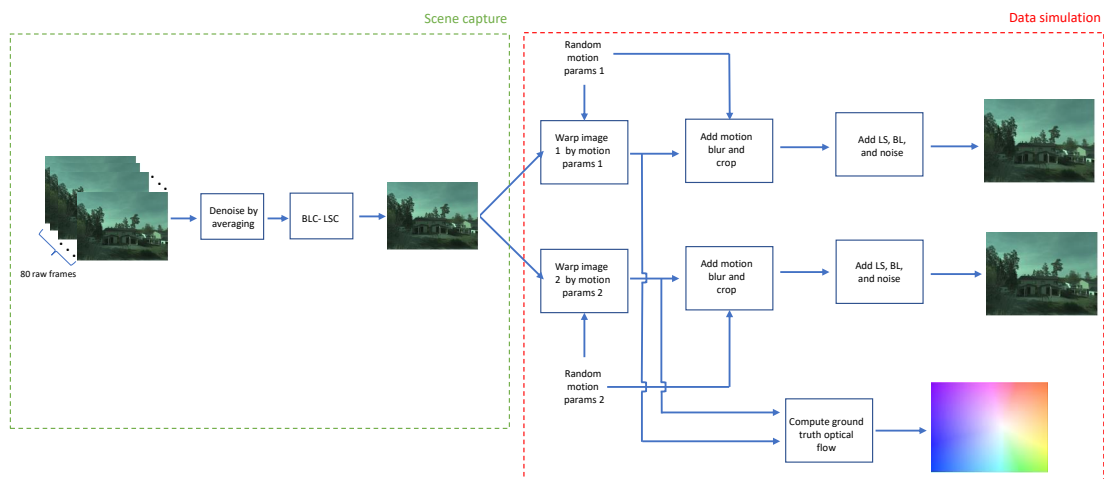 Scene capture
Data simulation
80 raw frames
Denoise by
averaging
BLC- LSC
Random
motion
params 1
Warp image
1 by motion
params 1
Add motion
blur and
crop
Add LS, BL,
and noise
Warp image
2 by motion
params 2
Add motion
blur and
crop
Add LS, BL,
and noise
Random
motion
params 2
Compute ground
truth optical
flow